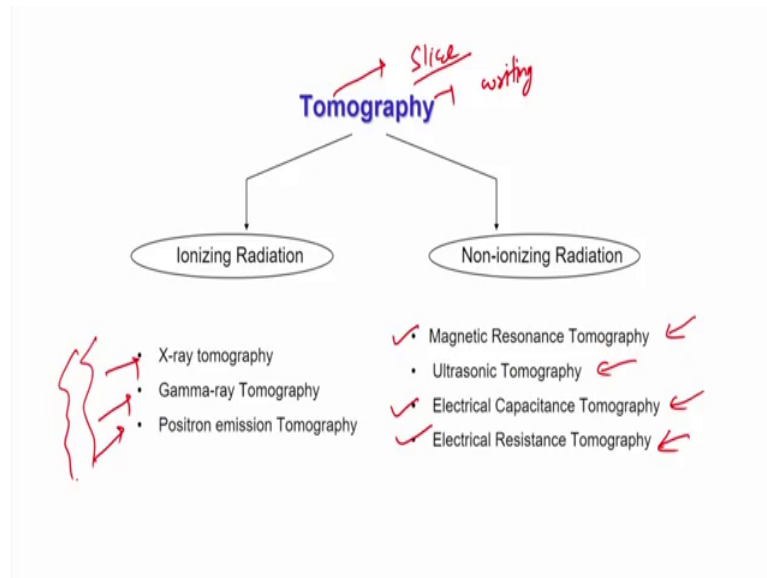 slice
writing
Tomography
Ionizing Radiation
Non-ionizing Radiation
• X-ray tomography
• Gamma-ray Tomography
• Positron emission Tomography
• Magnetic Resonance Tomography
• Ultrasonic Tomography
• Electrical Capacitance Tomography
• Electrical Resistance Tomography